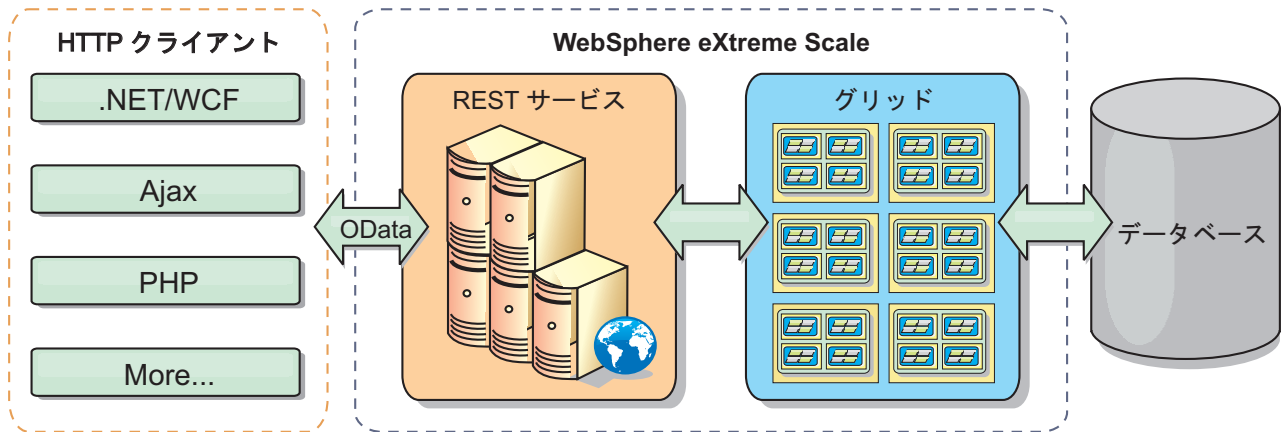 HTTP クライアント
.NET/WCF
Ajax
PHP
More...
OData
WebSphere eXtreme Scale
REST サービス
グリッド
データベース